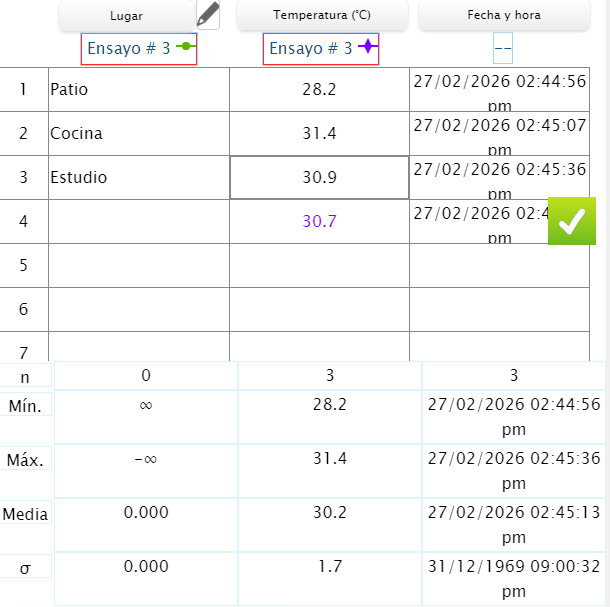 Lugar Temperatura (°C) Fecha y hora
Ensayo # 3 Ensayo # 3 --
1 Patio 28.2 27/02/2026 02:44:56 pm
2 Cocina 31.4 27/02/2026 02:45:07 pm
3 Estudio 30.9 27/02/2026 02:45:36 pm
4 30.7 27/02/2026 02:4 pm
5
6
7
n 0 3 3
Mín. ∞ 28.2 27/02/2026 02:44:56 pm
Máx. -∞ 31.4 27/02/2026 02:45:36 pm
Media 0.000 30.2 27/02/2026 02:45:13 pm
σ 0.000 1.7 31/12/1969 09:00:32 pm